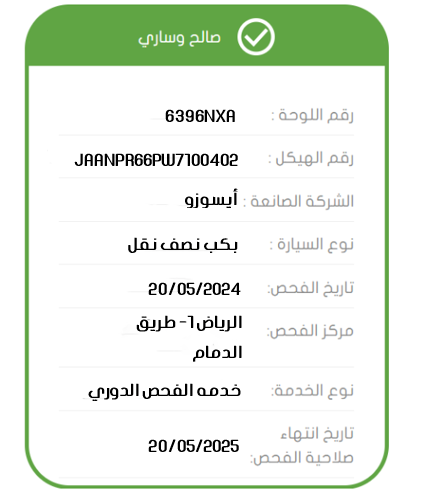 صالح وساري
رقم اللوحة : 6396NXA
رقم الهيكل : JAANPR66PW7100402
الشركة الصانعة : أيسوزو
نوع السيارة : بكب نصف نقل
تاريخ الفحص: 20/05/2024
مركز الفحص: الرياض٦- طريق
الدمام
نوع الخدمة: خدمه الفحص الدوري
تاريخ انتهاء
صلاحية الفحص: 20/05/2025